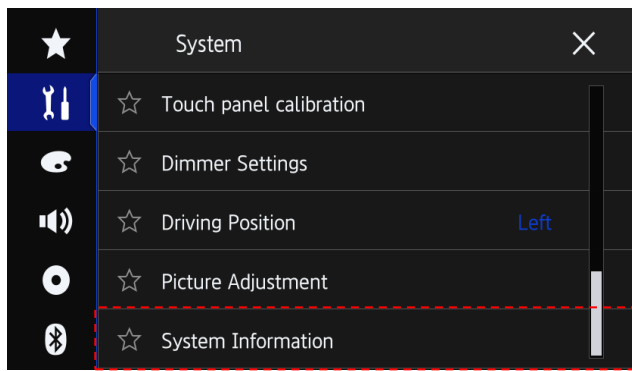 System
Touch panel calibration
Dimmer Settings
Driving Position Left
Picture Adjustment
System Information